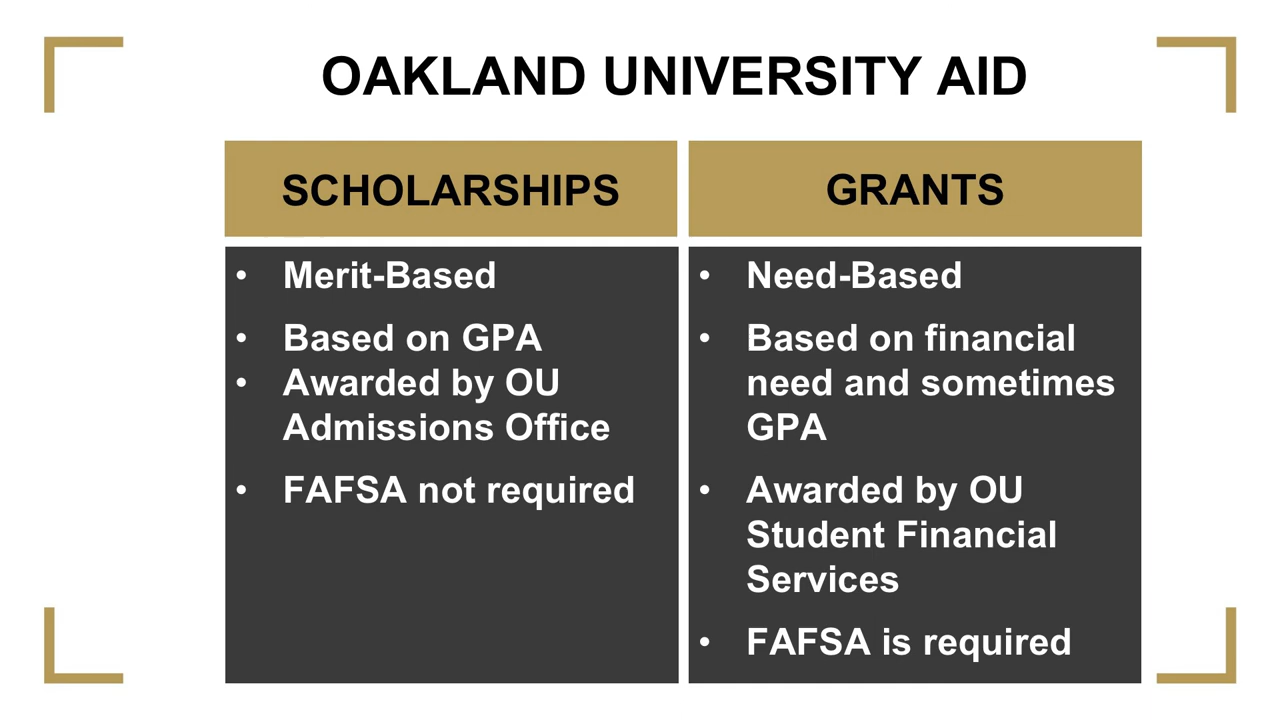 OAKLAND UNIVERSITY AID
SCHOLARSHIPS
• Merit-Based
• Based on GPA
• Awarded by OU
Admissions Office
• FAFSA not required
GRANTS
• Need-Based
• Based on financial
need and sometimes
GPA
• Awarded by OU
Student Financial
Services
• FAFSA is required